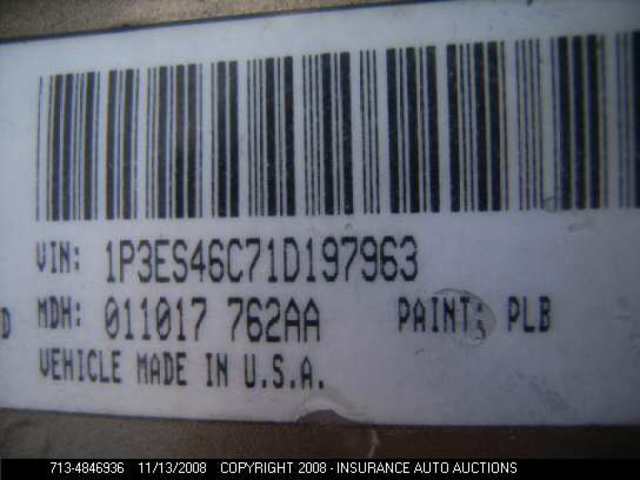 VIN: 1P3ES46C71D197963
D MDH: 011017 762AA PAINT: PLB
VEHICLE MADE IN U.S.A.
713-4846936 11/13/2008 COPYRIGHT 2008 - INSURANCE AUTO AUCTIONS